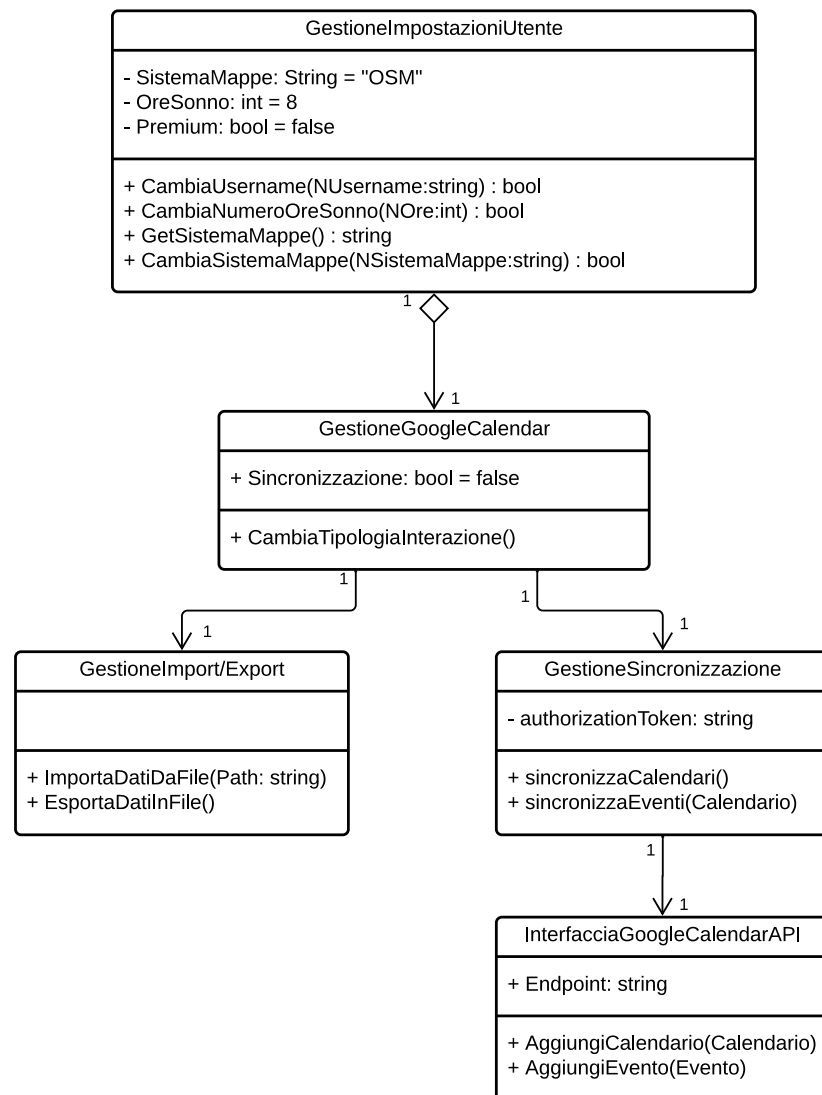 GestioneImpostazioniUtente
- SistemaMappe: String = "OSM"
- OreSonno: int = 8
- Premium: bool = false
+ CambiaUsername(NUsername:string) : bool
+ CambiaNumeroOreSonno(NOre:int) : bool
+ GetSistemaMappe() : string
+ CambiaSistemaMappe(NSistemaMappe:string) : bool
1
1
GestioneGoogleCalendar
+ Sincronizzazione: bool = false
+ CambiaTipologiaInterazione()
1
1
1
1
GestioneImport/Export
+ ImportaDatiDaFile(Path: string)
+ EsportaDatiInFile()
GestioneSincronizzazione
- authorizationToken: string
+ sincronizzaCalendari()
+ sincronizzaEventi(Calendario)
1
1
InterfacciaGoogleCalendarAPI
+ Endpoint: string
+ AggiungiCalendario(Calendario)
+ AggiungiEvento(Evento)